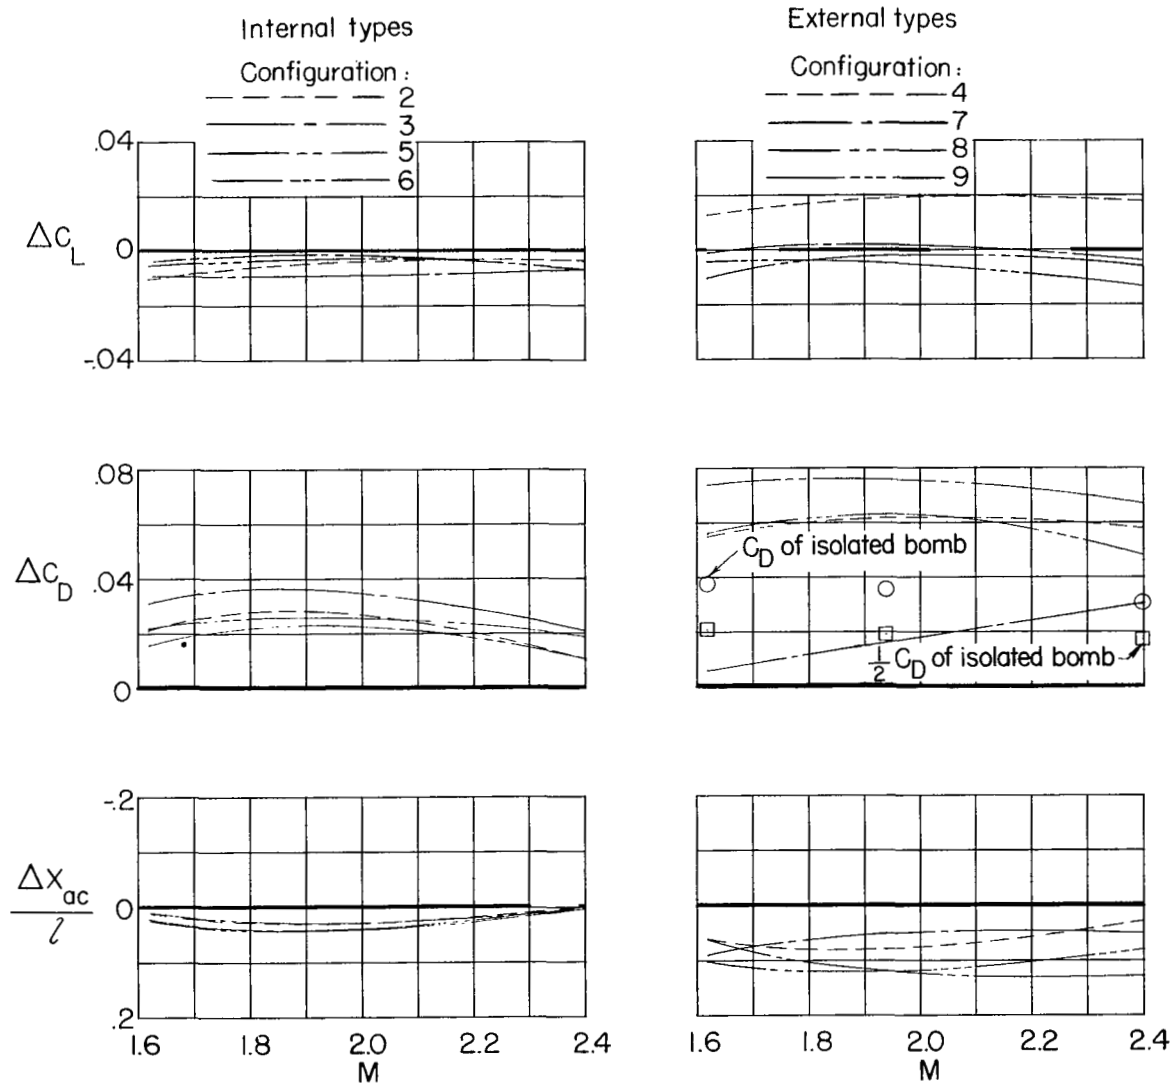 Internal types
Configuration:
2
3
5
6
External types
Configuration:
4
7
8
9
.04
0
-.04
ΔC_L
.08
.04
0
ΔC_D
C_D of isolated bomb
1/2 C_D of isolated bomb
-.2
0
.2
Δx_ac/l
1.6 1.8 2.0 2.2 2.4
M
1.6 1.8 2.0 2.2 2.4
M